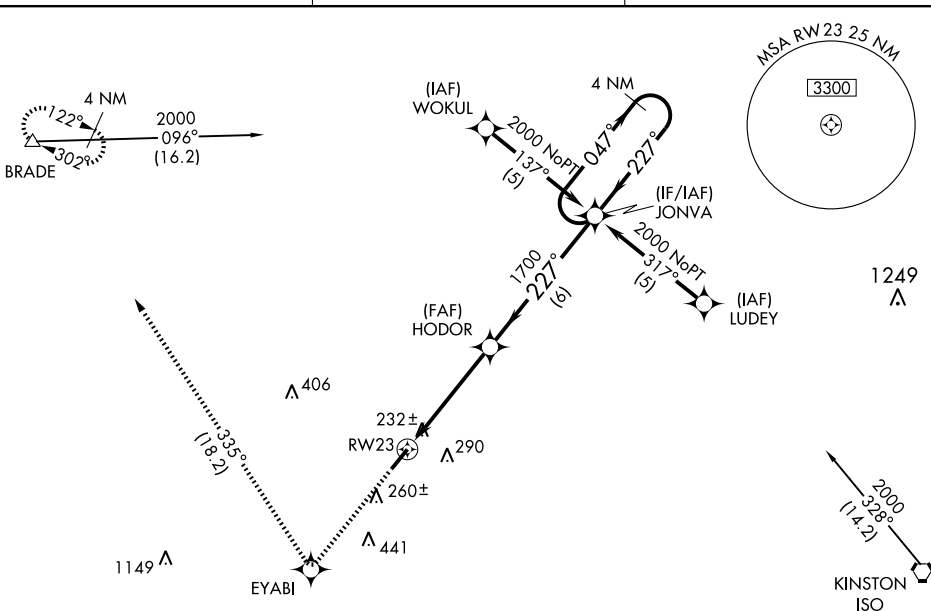 MSA RW23 25 NM
3300
4 NM
122°
302°
2000
096°
(16.2)
BRADE
(IAF)
WOKUL
2000 NoPT
137°
(5)
4 NM
047°
227°
(IF/IAF)
JONVA
2000 NoPT
317°
(5)
(IAF)
LUDEY
1249
1700
227°
(6)
(FAF)
HODOR
406
232±
RW23
290
260±
441
335°
(18.2)
1149
EYABI
2000
328°
(14.2)
KINSTON
ISO